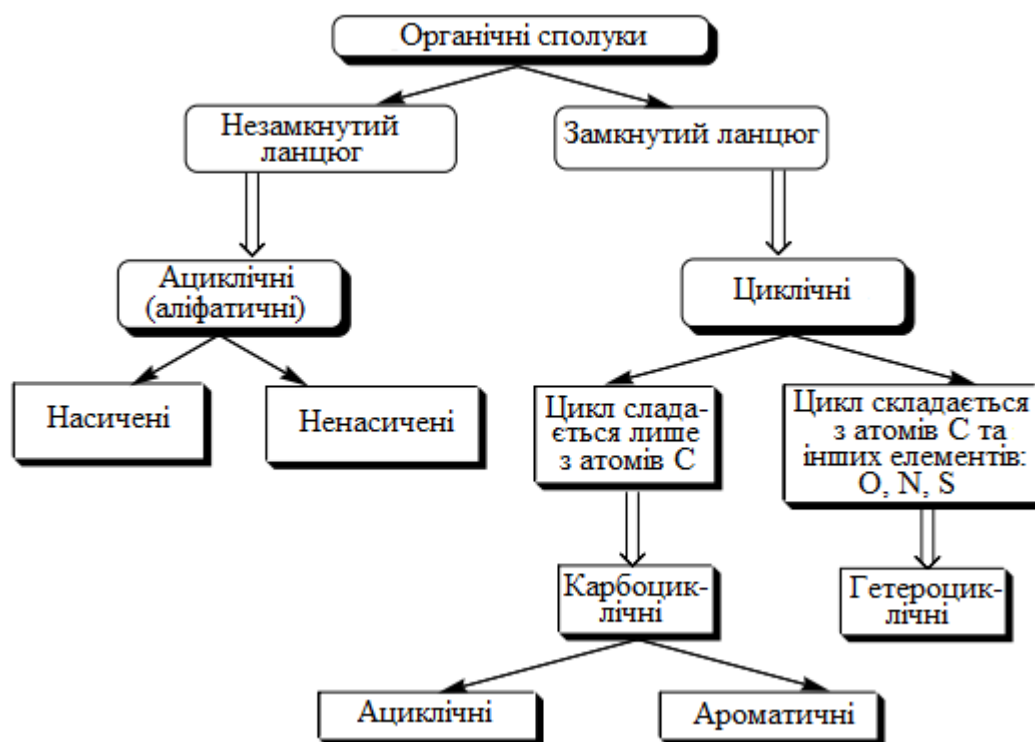 Органічні сполуки
Незамкнутий
ланцюг
Замкнутий ланцюг
Ациклічні
(аліфатичні)
Циклічні
Насичені
Ненасичені
Цикл слада-
ється лише
з атомів С
Цикл складається
з атомів С та
інших елементів:
O, N, S
Карбоцик-
лічні
Гетероцик-
лічні
Ациклічні
Ароматичні